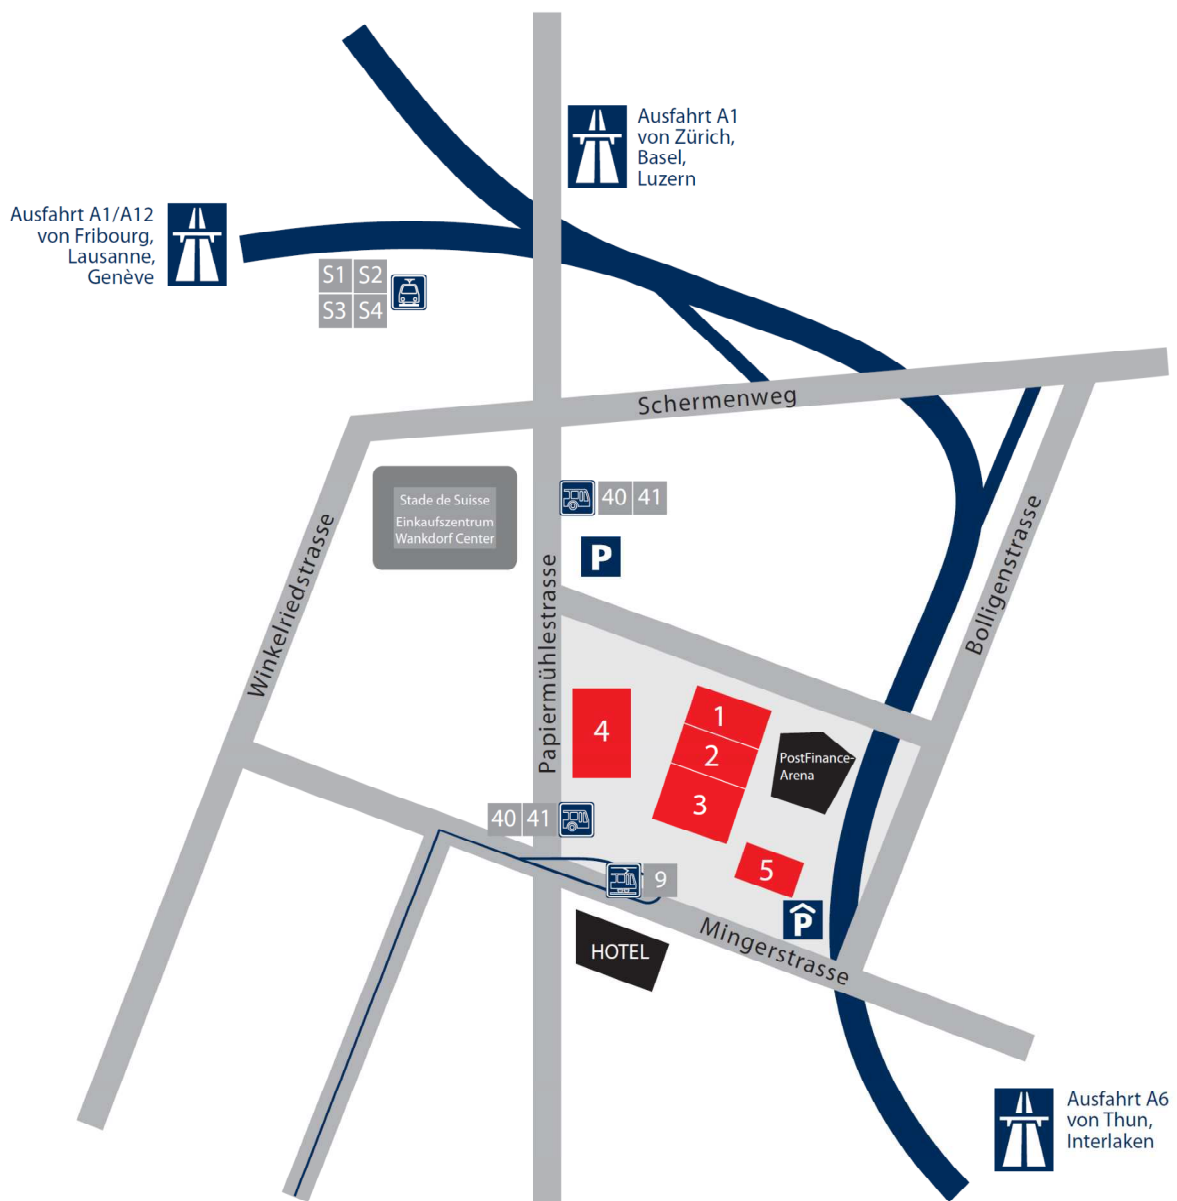 Ausfahrt A1
von Zürich,
Basel,
Luzern
Ausfahrt A1/A12
von Fribourg,
Lausanne,
Genève
S1 S2
S3 S4
Schermenweg
Stade de Suisse
Einkaufszentrum
Wankdorf Center
40 41
P
Winkelriedstrasse
Papiermühlestrasse
Bolligenstrasse
4
1
2
3
PostFinance-
Arena
40 41
5
9
P
Mingerstrasse
HOTEL
Ausfahrt A6
von Thun,
Interlaken